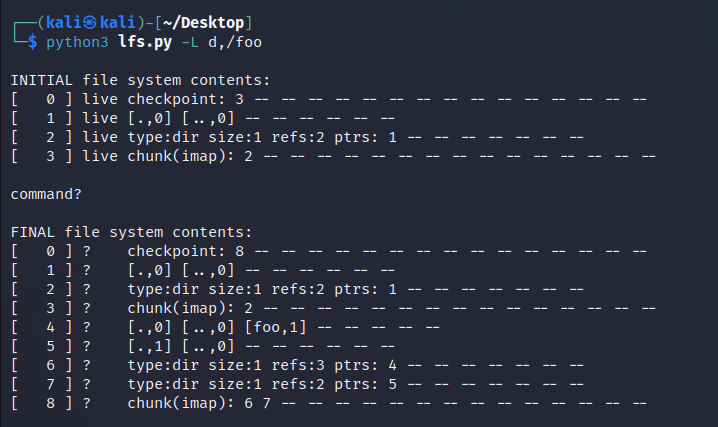 ┌──(kali㉿kali)-[~/Desktop]
└─$ python3 lfs.py -L d,/foo
INITIAL file system contents:
[   0 ] live checkpoint: 3 -- -- -- -- -- -- -- -- -- -- -- -- -- -- --
[   1 ] live [.,0] [..,0] -- -- -- -- -- --
[   2 ] live type:dir size:1 refs:2 ptrs: 1 -- -- -- -- -- -- --
[   3 ] live chunk(imap): 2 -- -- -- -- -- -- -- -- -- -- -- -- -- -- --
command?
FINAL file system contents:
[   0 ] ?    checkpoint: 8 -- -- -- -- -- -- -- -- -- -- -- -- -- -- --
[   1 ] ?    [.,0] [..,0] -- -- -- -- -- --
[   2 ] ?    type:dir size:1 refs:2 ptrs: 1 -- -- -- -- -- -- --
[   3 ] ?    chunk(imap): 2 -- -- -- -- -- -- -- -- -- -- -- -- -- -- --
[   4 ] ?    [.,0] [..,0] [foo,1] -- -- -- -- --
[   5 ] ?    [.,1] [..,0] -- -- -- -- -- --
[   6 ] ?    type:dir size:1 refs:3 ptrs: 4 -- -- -- -- -- -- --
[   7 ] ?    type:dir size:1 refs:2 ptrs: 5 -- -- -- -- -- -- --
[   8 ] ?    chunk(imap): 6 7 -- -- -- -- -- -- -- -- -- -- -- -- -- --